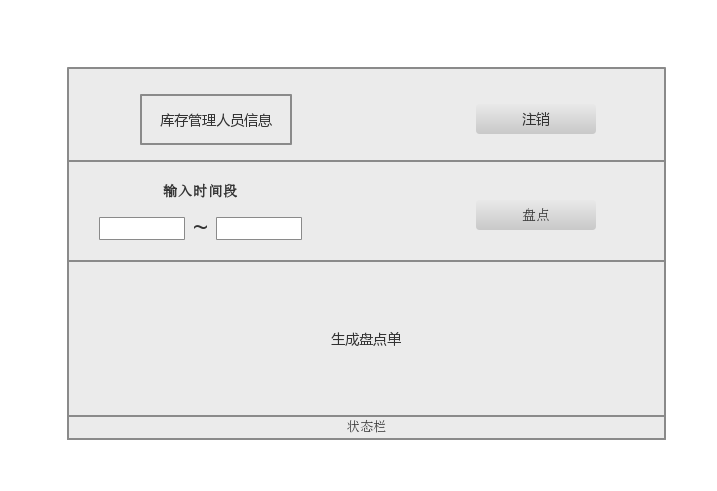 库存管理人员信息
注销
输入时间段
~
盘点
生成盘点单
状态栏